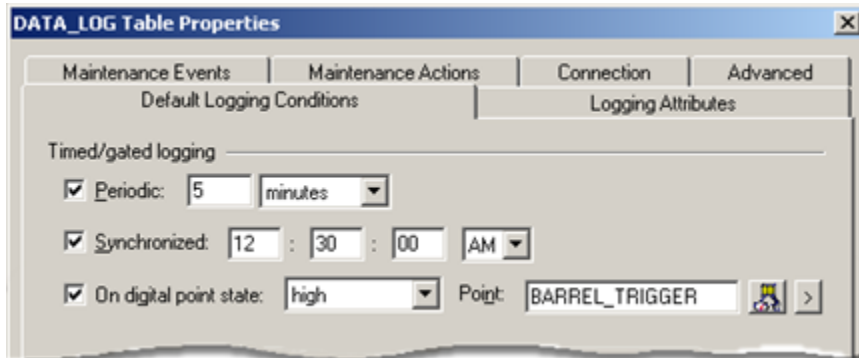 DATA_LOG Table Properties
Maintenance Events Maintenance Actions Connection Advanced
Default Logging Conditions Logging Attributes
Timed/gated logging
Periodic: 5 minutes
Synchronized: 12 : 30 : 00 AM
On digital point state: high Point: BARREL_TRIGGER >